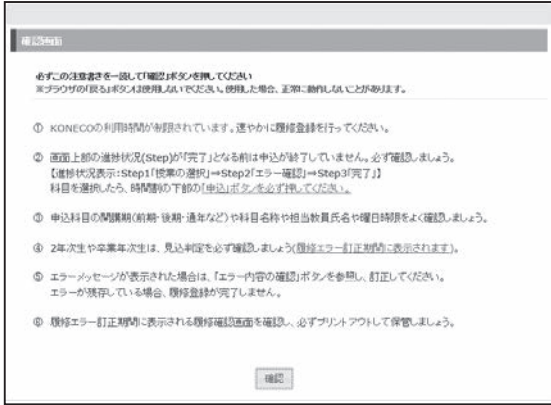 確認画面
必ずこの注意書きを一読して「確認」ボタンを押してください
※ブラウザの「戻る」ボタンは使用しないでください。使用した場合、正常に動作しないことがあります。
① KONECOの利用時間が制限されています。速やかに履修登録を行ってください。
② 画面上部の進捗状況(Step)が「完了」となる前は申込が終了していません。必ず確認しましょう。
【進捗状況表示:Step1「授業の選択」⇒Step2「エラー確認」⇒Step3「完了」】
科目を選択したら、時間割の下部の「申込」ボタンを必ず押してください。
③ 申込科目の開講期(前期・後期・通年など)や科目名称や担当教員氏名や曜日時限をよく確認しましょう。
④ 2年次生や卒業年次生は、見込判定を必ず確認しましょう(履修エラー訂正期間に表示されます)。
⑤ エラーメッセージが表示された場合は、「エラー内容の確認」ボタンを参照し、訂正してください。
エラーが残存している場合、履修登録が完了しません。
⑥ 履修エラー訂正期間に表示される履修確認画面を確認し、必ずプリントアウトして保管しましょう。
確認